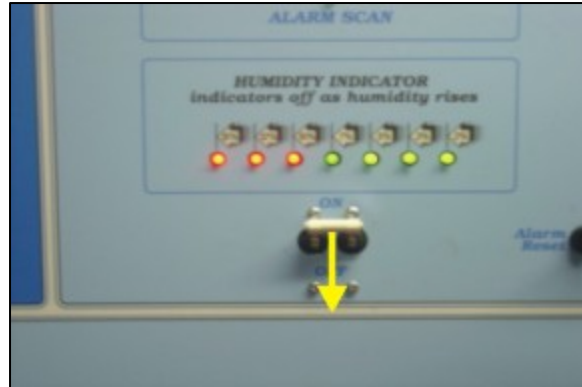 ALARM SCAN
HUMIDITY INDICATOR
indicators off as humidity rises
ON
Alarm
Reset
OFF